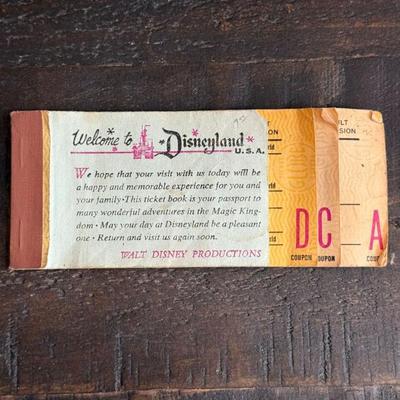 Welcome to Disneyland
U.S.A.
We hope that your visit with us today will be
a happy and memorable experience for you and
your family • This ticket book is your passport to
many wonderful adventures in the Magic King-
dom • May your day at Disneyland be a pleasant
one • Return and visit us again soon.
WALT DISNEY PRODUCTIONS
D C A
COUPON COUPON COUPON